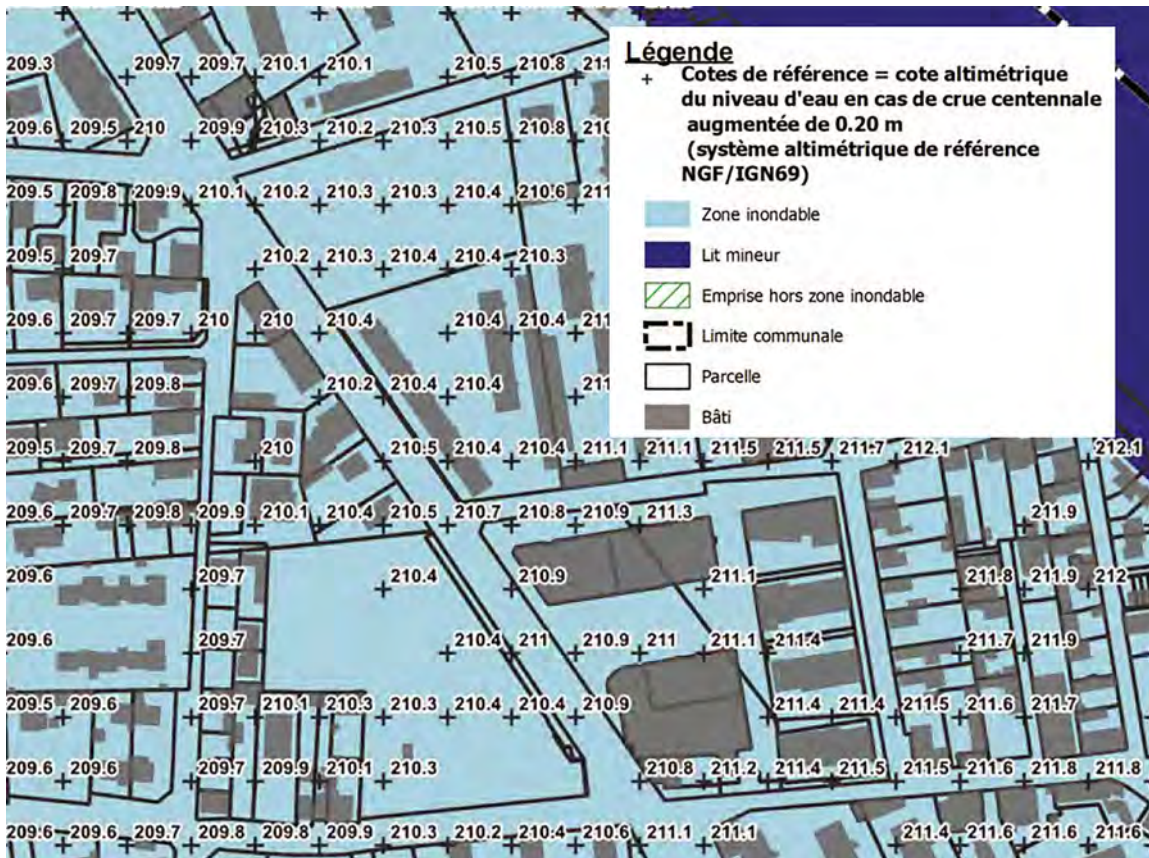 Légende
+ Cotes de référence = cote altimétrique
du niveau d'eau en cas de crue centennale
augmentée de 0.20 m
(système altimétrique de référence
NGF/IGN69)
Zone inondable
Lit mineur
Emprise hors zone inondable
Limite communale
Parcelle
Bâti
209.3 209.7 209.7 210.1 210.1 210.5 210.8
209.6 209.5 210 209.9 210.3 210.2 210.3 210.5 210.8
209.5 209.8 209.9 210.1 210.2 210.3 210.3 210.4 210.6
209.5 209.7 210.2 210.3 210.4 210.4 210.3
209.6 209.7 209.7 210 210 210.4 210.4 210.4
209.6 209.7 209.8 210.2 210.4 210.4
209.5 209.7 209.8 210 210.5 210.4 210.4 211.1 211.1 211.5 211.5 211.7 212.1 212.1
209.6 209.7 209.8 209.9 210.1 210.4 210.5 210.7 210.8 210.9 211.3 211.9
209.6 209.7 210.4 210.9 211.1 211.8 211.9 212
209.6 209.7 210.4 211 210.9 211 211.1 211.4 211.7 211.9
209.5 209.6 209.7 210.1 210.3 210.3 210.4 210.4 210.9 211.4 211.4 211.5 211.6 211.7
209.6 209.6 209.7 209.9 210.1 210.3 210.8 211.2 211.4 211.5 211.5 211.6 211.8 211.8
209.6 209.6 209.7 209.8 209.8 209.9 210.3 210.2 210.4 210.6 211.1 211.1 211.4 211.6 211.6 211.6